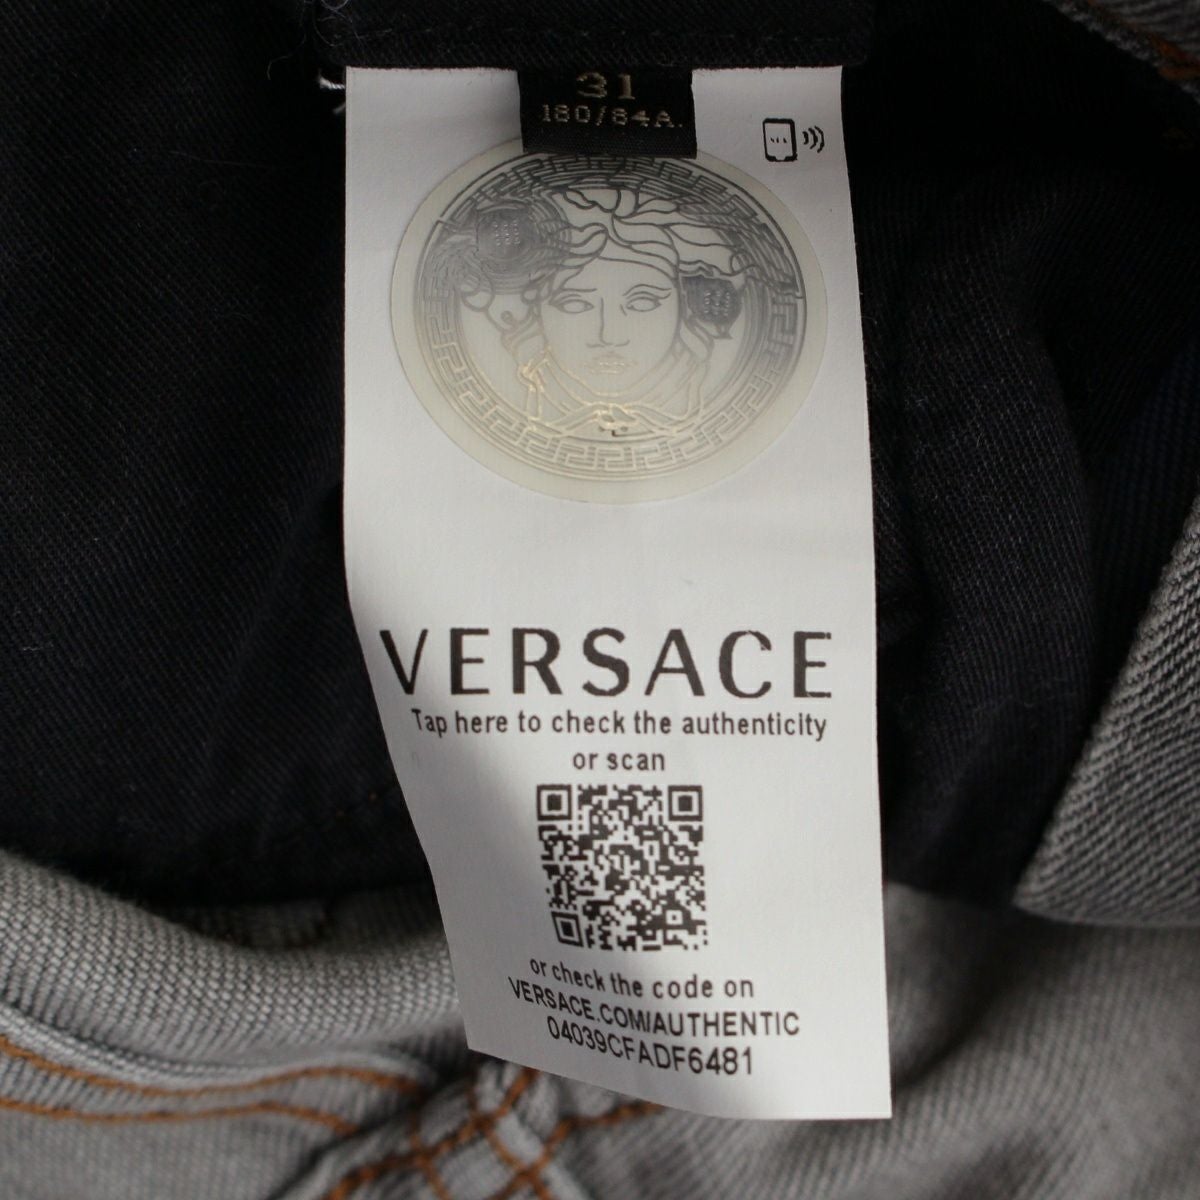 31
180/84A.
VERSACE
Tap here to check the authenticity
or scan
or check the code on
VERSACE.COM/AUTHENTIC
04039CFADF6481